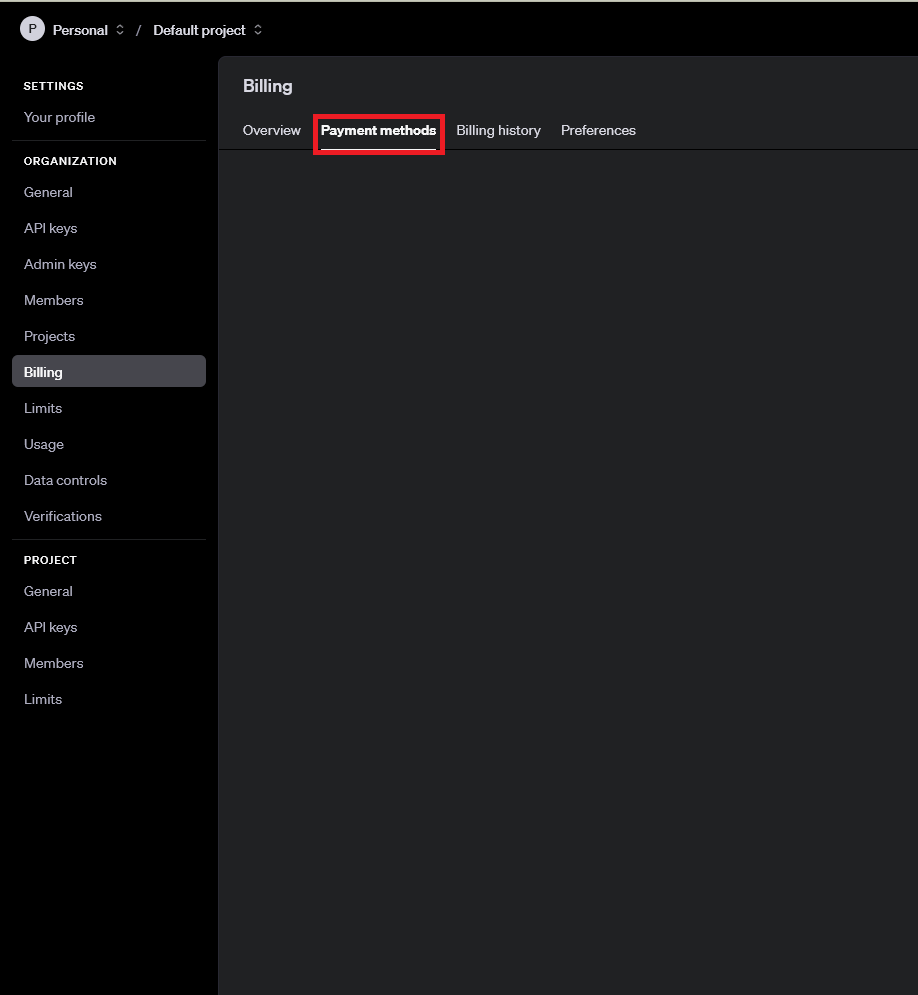 P Personal / Default project
SETTINGS
Your profile
ORGANIZATION
General
API keys
Admin keys
Members
Projects
Billing
Limits
Usage
Data controls
Verifications
PROJECT
General
API keys
Members
Limits
Billing
Overview Payment methods Billing history Preferences